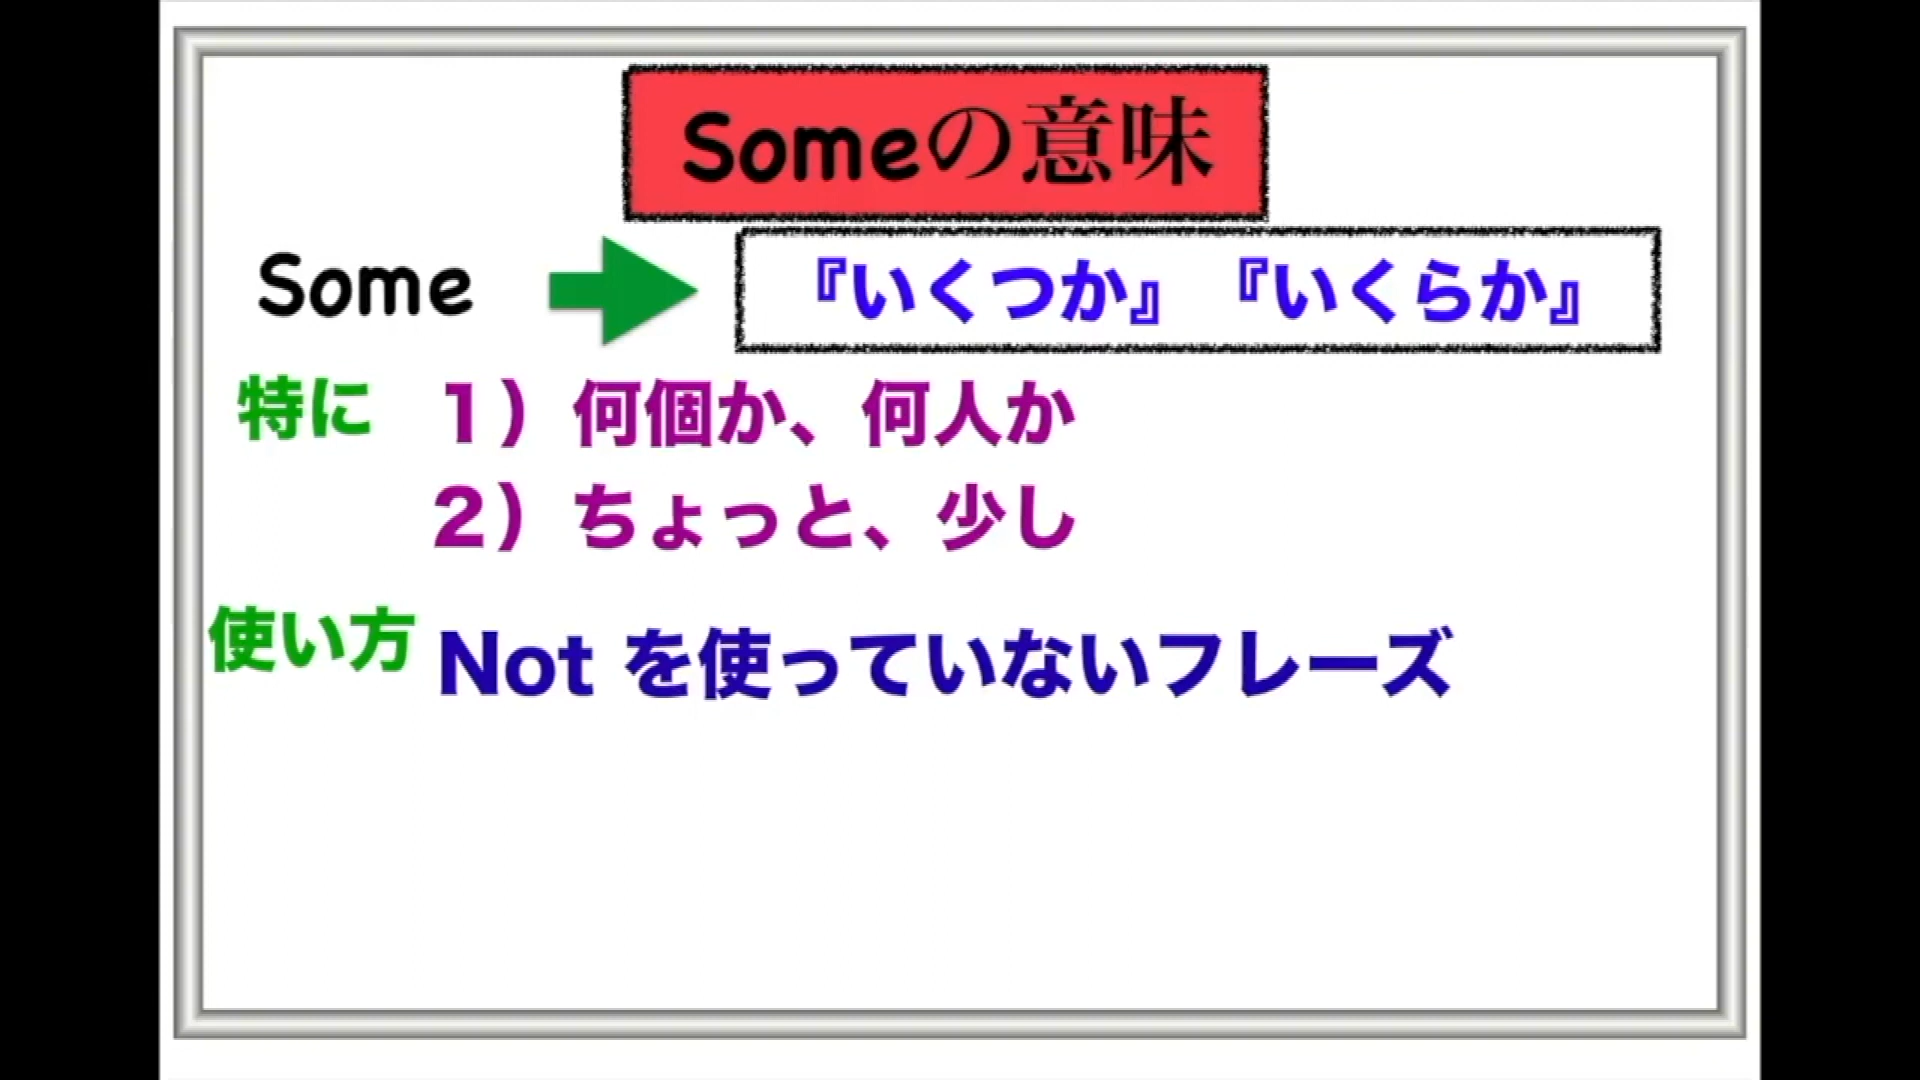 Someの意味
Some 『いくつか』『いくらか』
特に 1）何個か、何人か
2）ちょっと、少し
使い方 Not を使っていないフレーズ